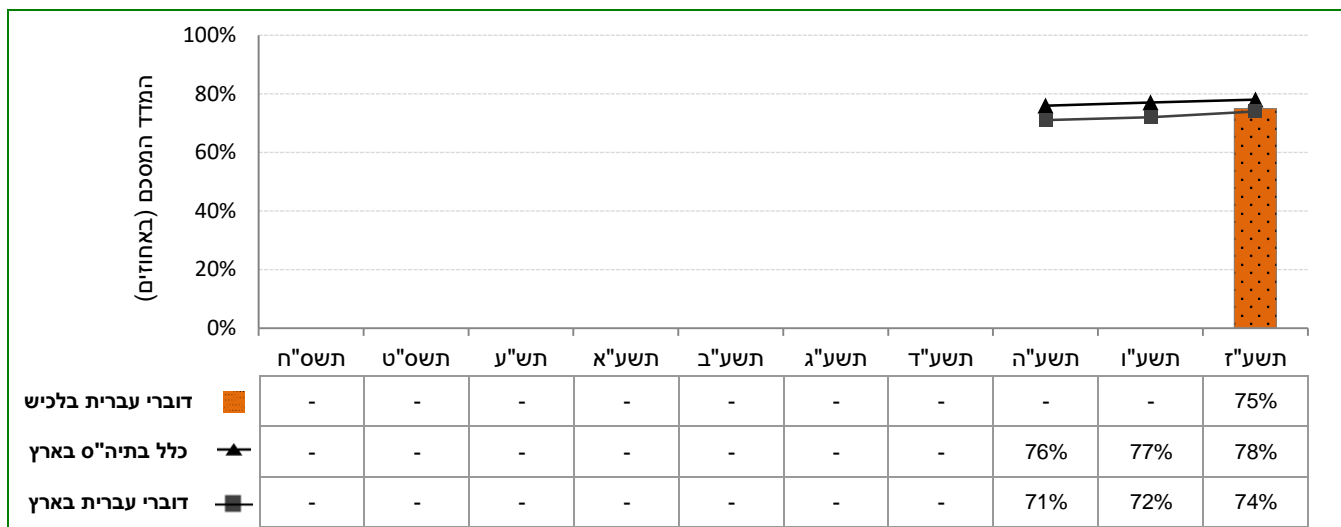 המדד המסכם (באחוזים)
100%
80%
60%
40%
20%
0%
תשס"ח תשס"ט תש"ע תשע"א תשע"ב תשע"ג תשע"ד תשע"ה תשע"ו תשע"ז
דוברי עברית בלכיש - - - - - - - - - 75%
כלל בתיה"ס בארץ - - - - - - - 76% 77% 78%
דוברי עברית בארץ - - - - - - - 71% 72% 74%